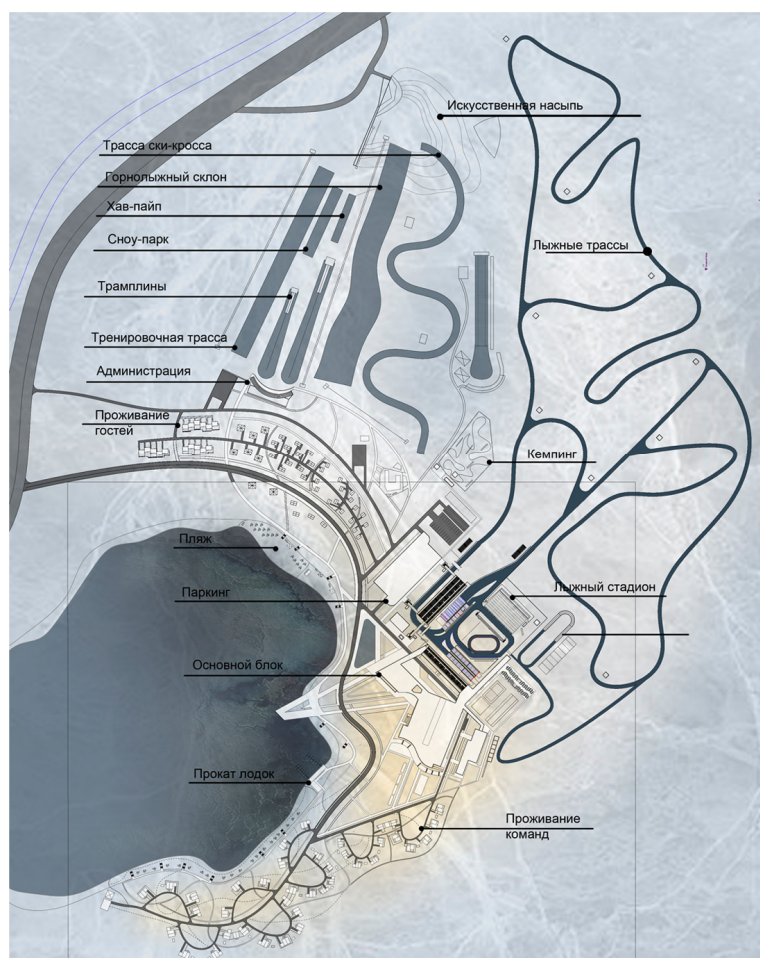 Искусственная насыпь
Трасса ски-кросса
Горнолыжный склон
Хав-пайп
Сноу-парк
Лыжные трассы
Трамплины
Тренировочная трасса
Администрация
Проживание
гостей
Кемпинг
Пляж
Паркинг
Лыжный стадион
Основной блок
Прокат лодок
Проживание
команд